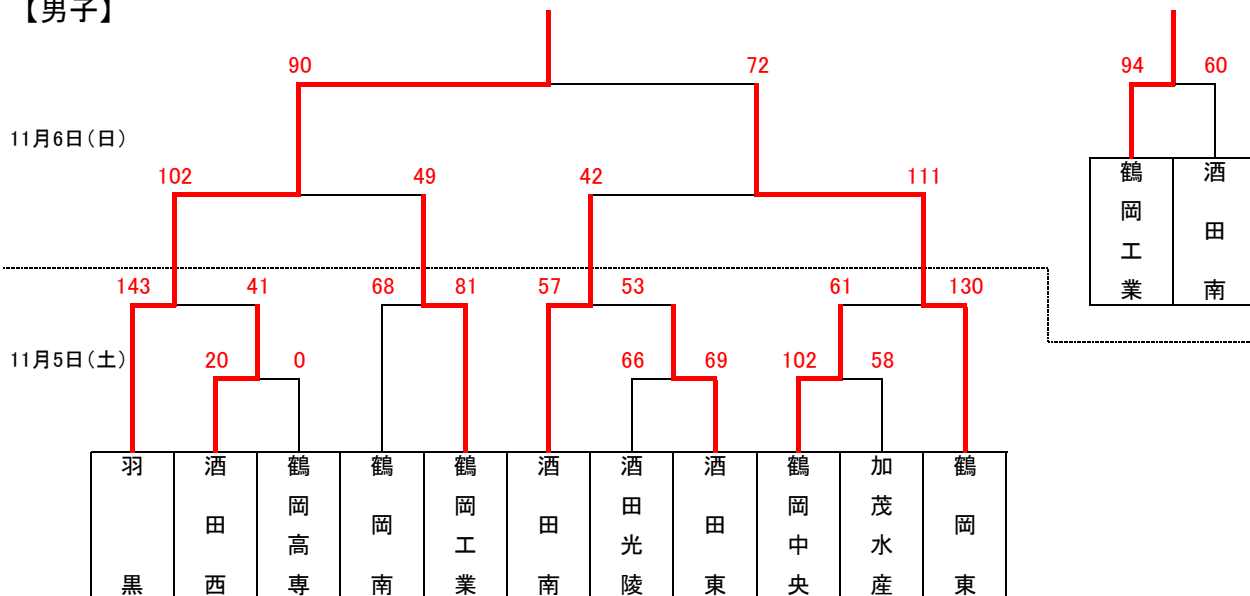 【男子】
90 72
94 60
11月6日(日)
102 49 42 111
鶴岡工業
酒田南
143 41 68 81 57 53 61 130
11月5日(土)
20 0 66 69 102 58
羽黒
酒田西
鶴岡高専
鶴岡南
鶴岡工業
酒田南
酒田光陵
酒田東
鶴岡中央
加茂水産
鶴岡東